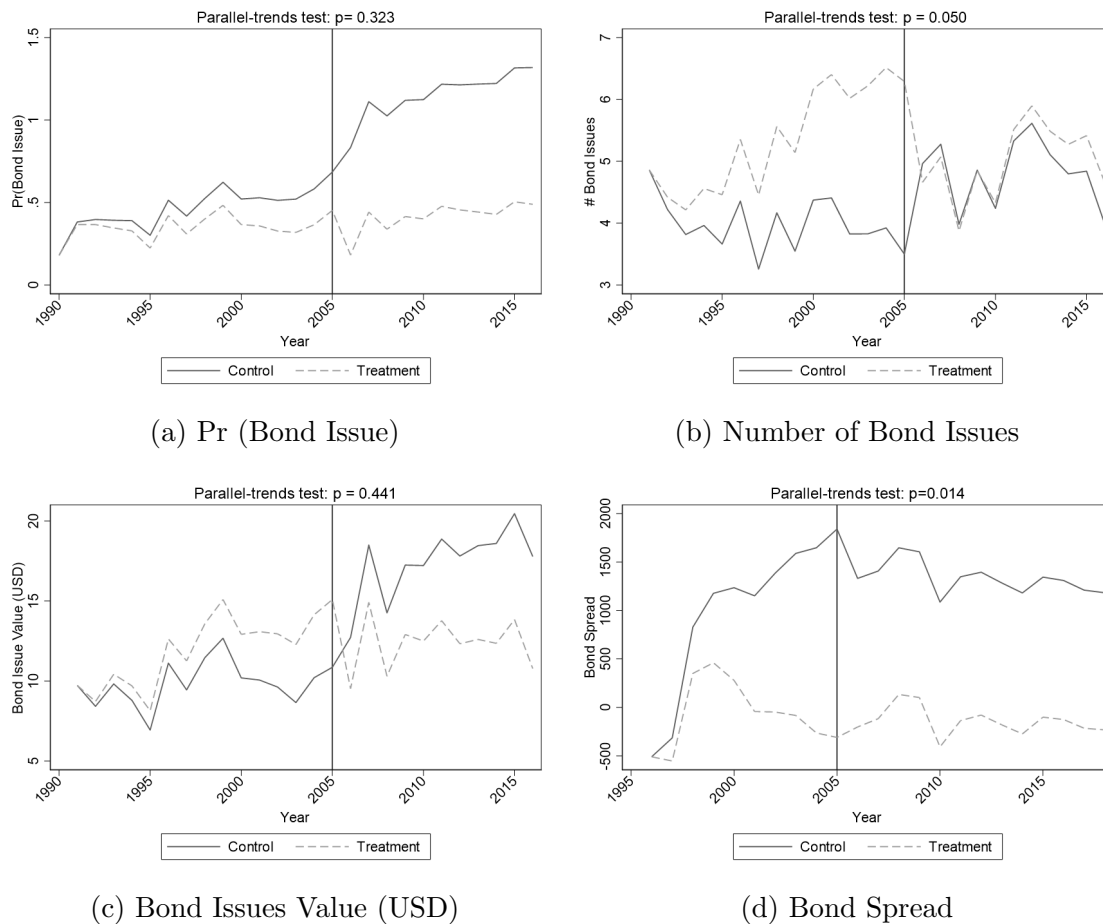 Parallel-trends test: p= 0.323
Pr(Bond Issue)
1.5
1
.5
0
1990
1995
2000
2005
2010
2015
Year
Control
Treatment
(a) Pr (Bond Issue)
Parallel-trends test: p = 0.050
# Bond Issues
7
6
5
4
3
1990
1995
2000
2005
2010
2015
Year
Control
Treatment
(b) Number of Bond Issues
Parallel-trends test: p = 0.441
Bond Issue Value (USD)
20
15
10
5
1990
1995
2000
2005
2010
2015
Year
Control
Treatment
(c) Bond Issues Value (USD)
Parallel-trends test: p=0.014
Bond Spread
2000
1500
1000
500
0
-500
1995
2000
2005
2010
2015
Year
Control
Treatment
(d) Bond Spread